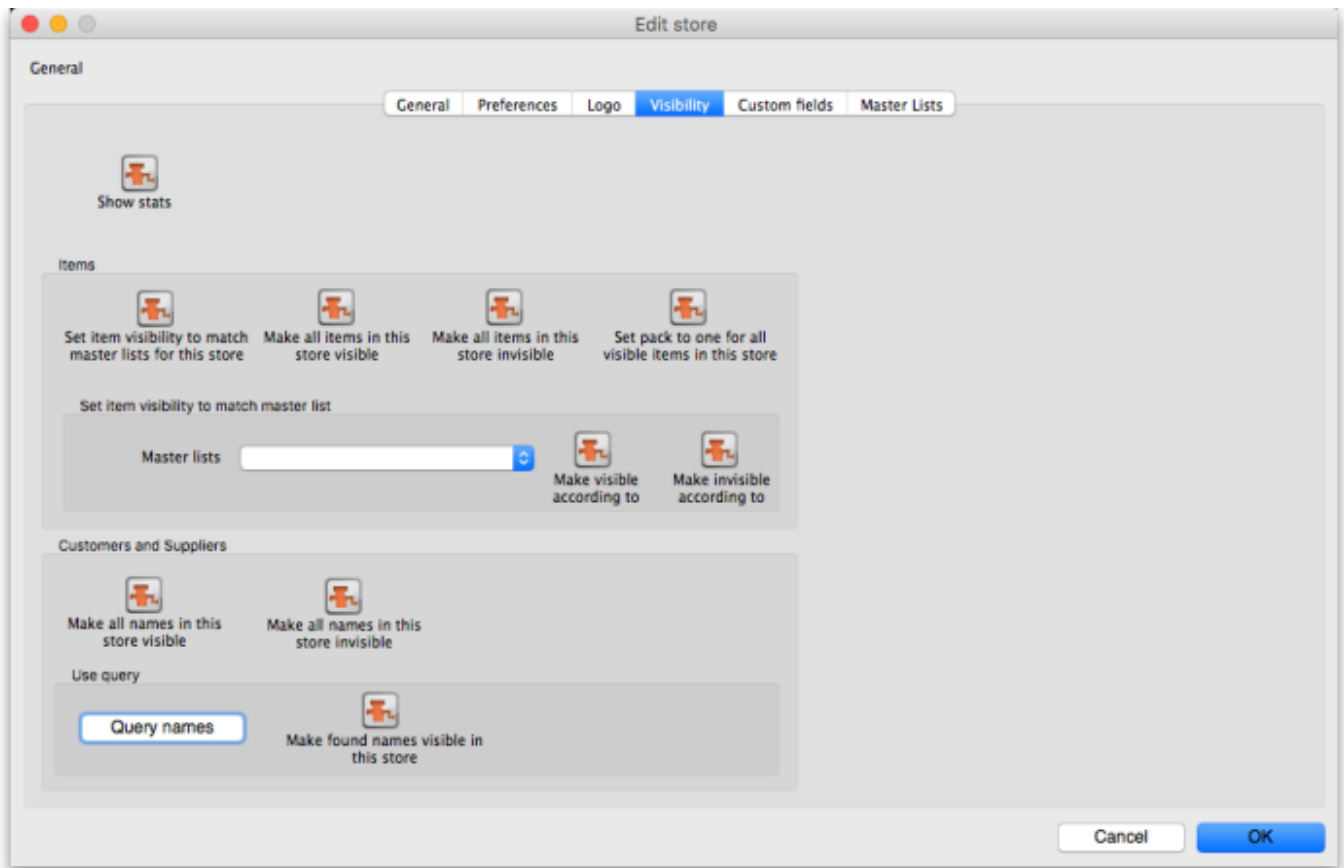 Edit store
General
General Preferences Logo Visibility Custom fields Master Lists
Show stats
Items
Set item visibility to match
master lists for this store
Make all items in this
store visible
Make all items in this
store invisible
Set pack to one for all
visible items in this store
Set item visibility to match master list
Master lists
Make visible
according to
Make invisible
according to
Customers and Suppliers
Make all names in this
store visible
Make all names in this
store invisible
Use query
Query names
Make found names visible in
this store
Cancel
OK